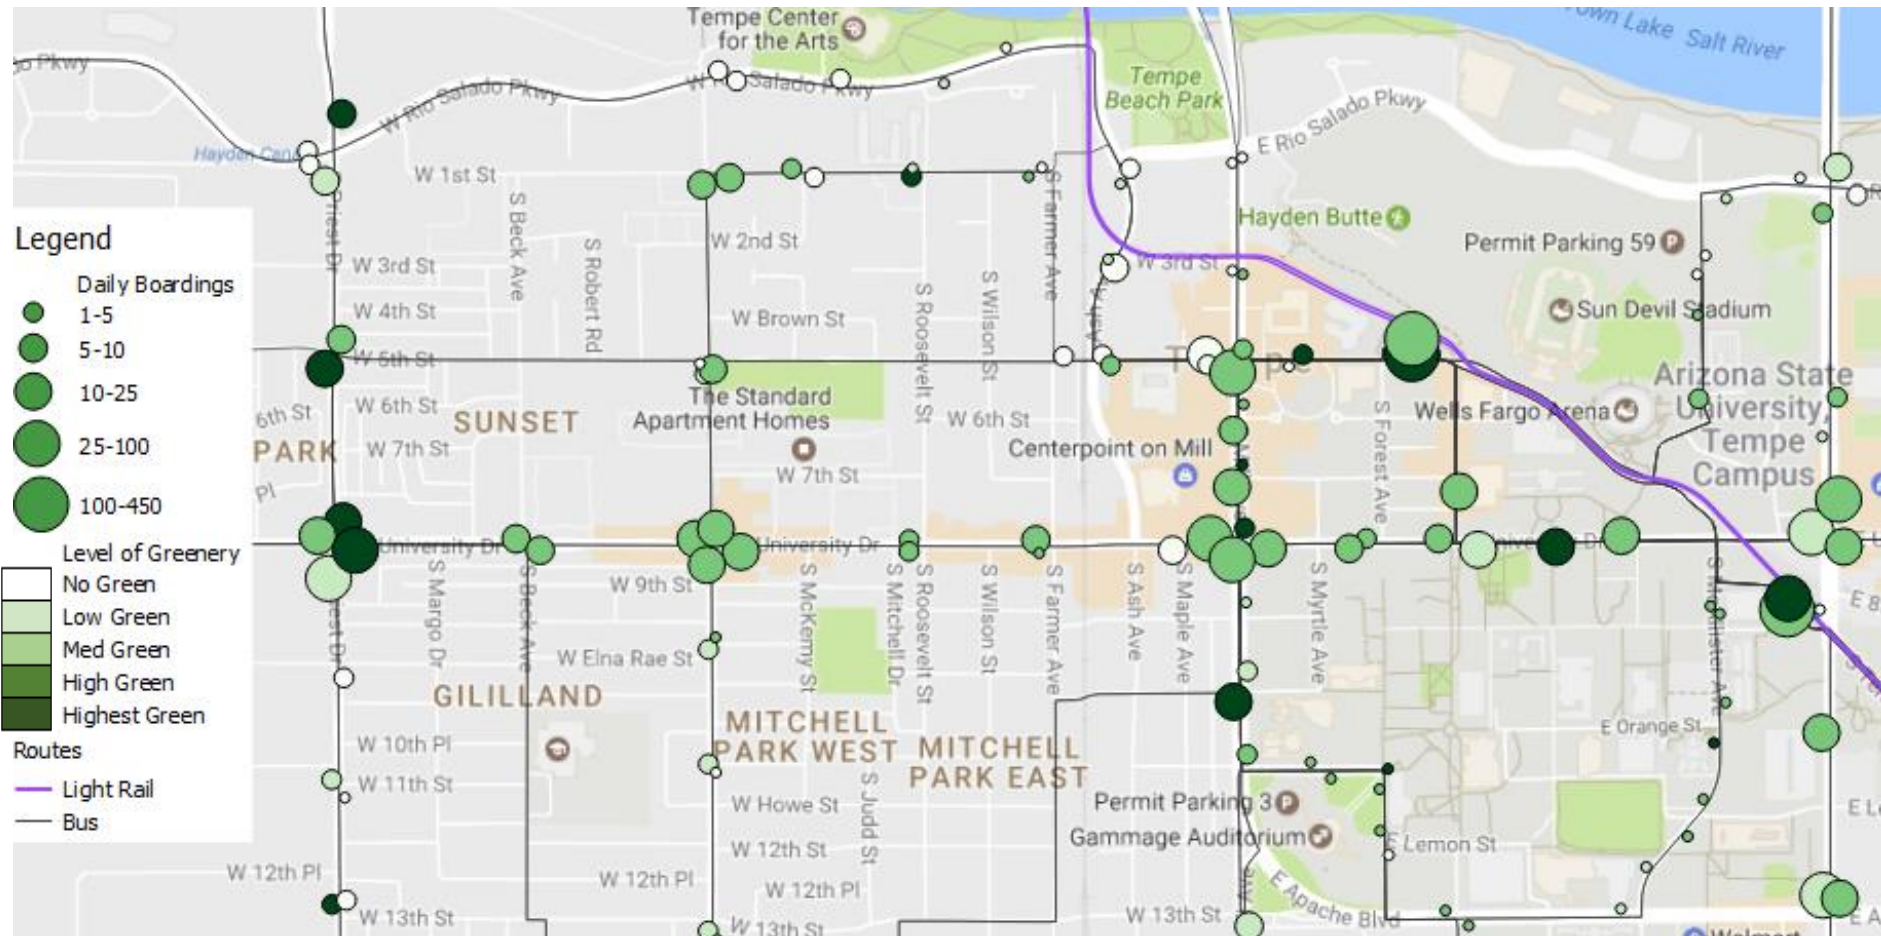 Tempe Center
for the Arts
Town Lake
Salt River
Pkwy
W Rio Salado Pkwy
Salado Pkwy
Tempe
Beach Park
E Rio Salado Pkwy
W 1st St
S Beck Ave
Priest Dr
S Farmer Ave
Hayden Butte
Permit Parking 59
Legend
Daily Boardings
1-5
5-10
10-25
25-100
100-450
Level of Greenery
No Green
Low Green
Med Green
High Green
Highest Green
Routes
Light Rail
Bus
W 2nd St
W 3rd St
W 3rd St
S Robert Rd
W 4th St
W Brown St
S Roosevelt St
S Wilson St
Sun Devil Stadium
W 5th St
The Standard
Apartment Homes
6th St
W 6th St
SUNSET
W 6th St
S Forest Ave
Wells Fargo Arena
Arizona State
University,
Tempe
Campus
PARK
W 7th St
W 7th St
Centerpoint on Mill
Pl
University Dr
University Dr
S Margo Dr
S Beck Ave
W 9th St
S McKemy St
S Mitchell Dr
S Roosevelt St
S Wilson St
S Farmer Ave
S Ash Ave
S Maple Ave
S Myrtle Ave
E 8
W Elna Rae St
GILILLAND
MITCHELL
PARK WEST
MITCHELL
PARK EAST
E Orange St
W 10th Pl
W 11th St
W Howe St
S Judd St
Permit Parking 3
Gammage Auditorium
E Lemon St
W 12th St
W 12th Pl
W 12th Pl
W 12th Pl
E Apache Blvd
W 13th St
W 13th St
W 13th St
Walmart